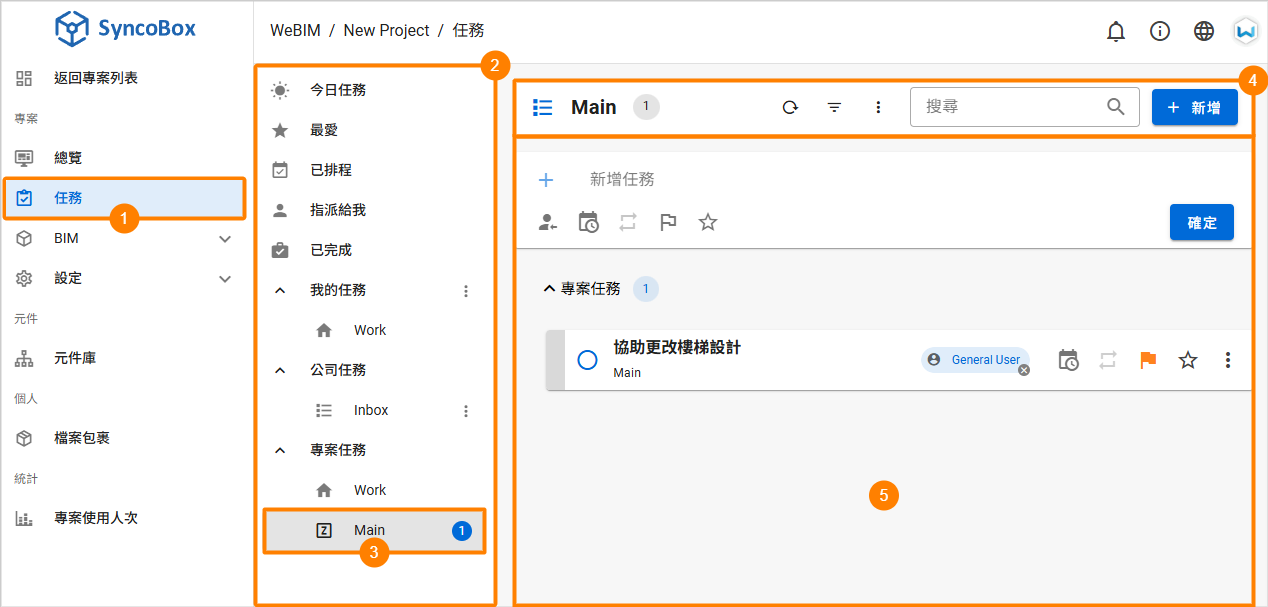 SyncoBox
WeBIM / New Project / 任務
返回專案列表
專案
總覽
任務
1
BIM
設定
元件
元件庫
個人
檔案包裹
統計
專案使用人次
2
今日任務
最愛
已排程
指派給我
已完成
我的任務
Work
公司任務
Inbox
專案任務
Work
Main 1
3
4
Main 1
搜尋
+ 新增
+ 新增任務
確定
專案任務 1
協助更改樓梯設計
Main
General User
5